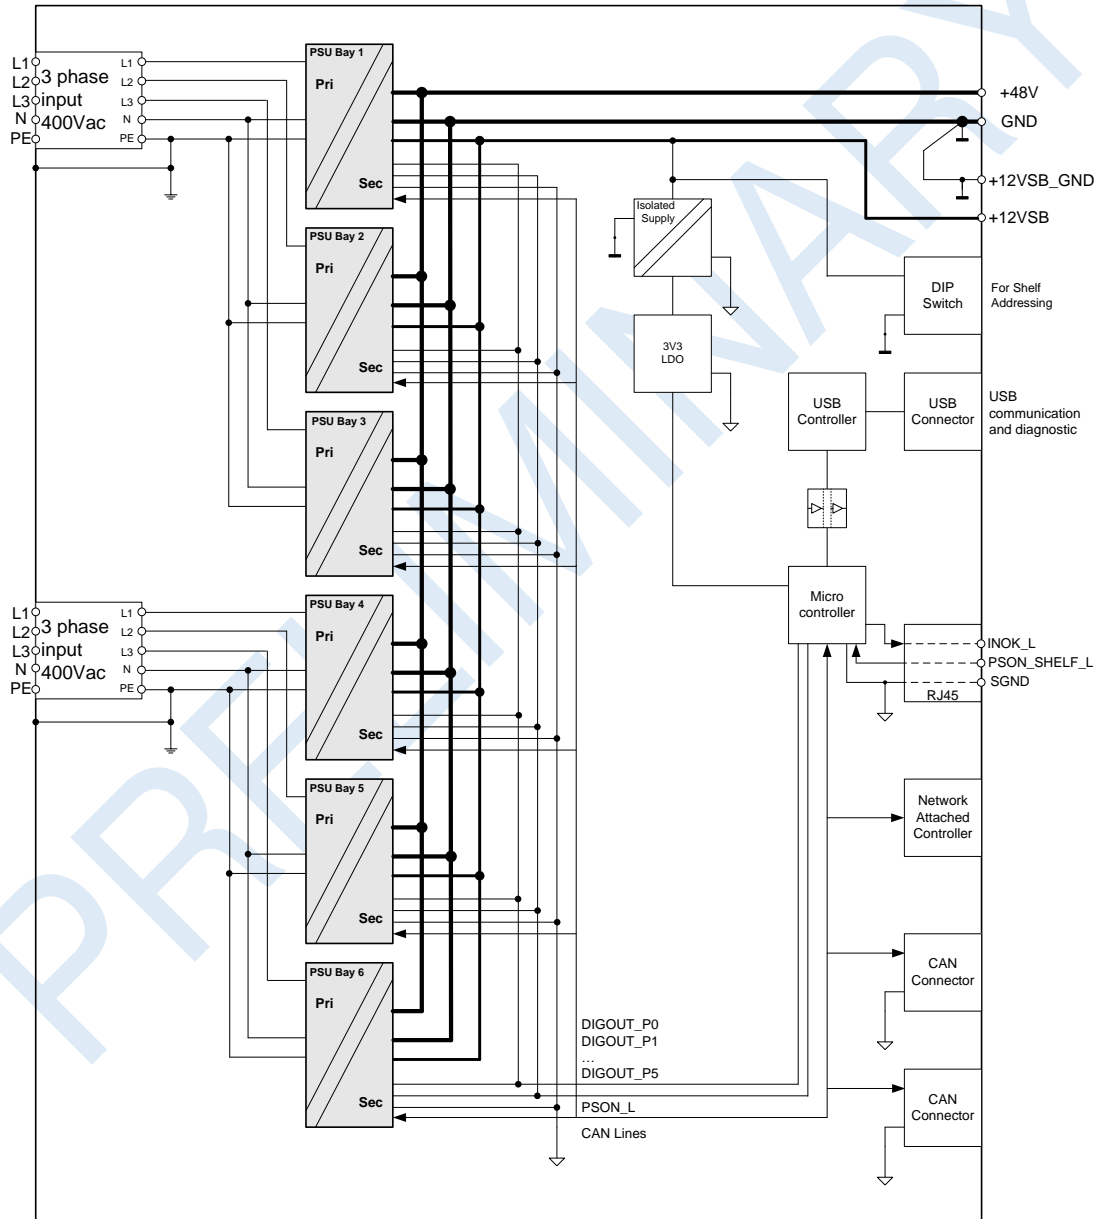 PRELIMINARY
L1
L2
L3
N
PE
3 phase
input
400Vac
L1
L2
L3
N
PE
PSU Bay 1
Pri
Sec
PSU Bay 2
Pri
Sec
PSU Bay 3
Pri
Sec
L1
L2
L3
N
PE
3 phase
input
400Vac
L1
L2
L3
N
PE
PSU Bay 4
Pri
Sec
PSU Bay 5
Pri
Sec
PSU Bay 6
Pri
Sec
+48V
GND
+12VSB_GND
+12VSB
Isolated
Supply
3V3
LDO
DIP
Switch
For Shelf
Addressing
USB
Controller
USB
Connector
USB
communication
and diagnostic
Micro
controller
INOK_L
PSON_SHELF_L
SGND
RJ45
Network
Attached
Controller
CAN
Connector
CAN
Connector
DIGOUT_P0
DIGOUT_P1
...
DIGOUT_P5
PSON_L
CAN Lines